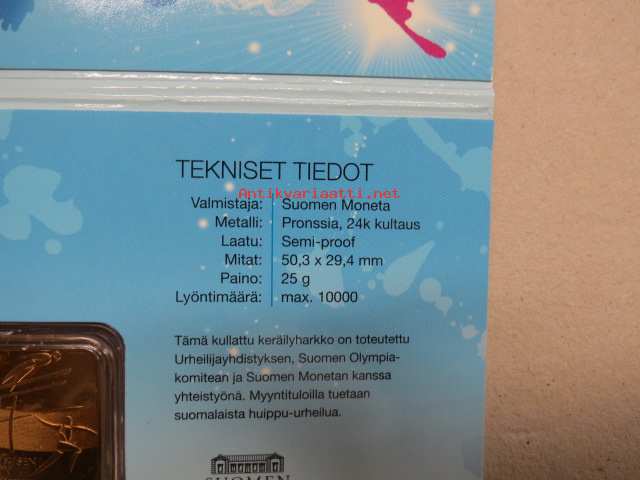 TEKNISET TIEDOT
Antikvariaatti.net
Valmistaja: Suomen Moneta
Metalli: Pronssia, 24k kultaus
Laatu: Semi-proof
Mitat: 50,3 x 29,4 mm
Paino: 25 g
Lyöntimäärä: max. 10000
Tämä kullattu keräilyharkko on toteutettu
Urheilijayhdistyksen, Suomen Olympia-
komitean ja Suomen Monetan kanssa
yhteistyönä. Myyntituloilla tuetaan
suomalaista huippu-urheilua.
SUOMEN